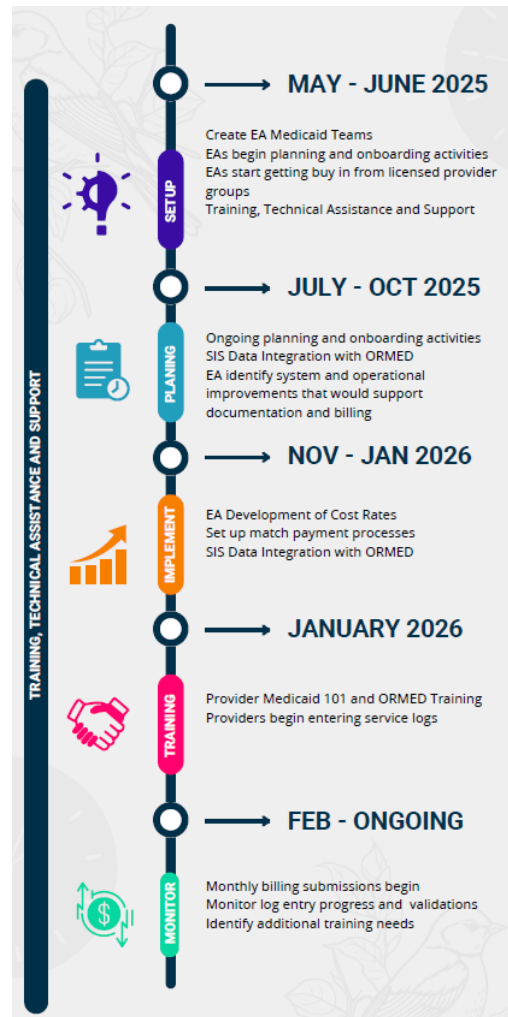 TRAINING, TECHNICAL ASSISTANCE AND SUPPORT
MAY - JUNE 2025
SET UP
Create EA Medicaid Teams
EAs begin planning and onboarding activities
EAs start getting buy in from licensed provider
groups
Training, Technical Assistance and Support
JULY - OCT 2025
PLANING
Ongoing planning and onboarding activities
SIS Data Integration with ORMED
EA identify system and operational
improvements that would support
documentation and billing
NOV - JAN 2026
IMPLEMENT
EA Development of Cost Rates
Set up match payment processes
SIS Data Integration with ORMED
JANUARY 2026
TRAINING
Provider Medicaid 101 and ORMED Training
Providers begin entering service logs
FEB - ONGOING
MONITOR
Monthly billing submissions begin
Monitor log entry progress and validations
Identify additional training needs
$